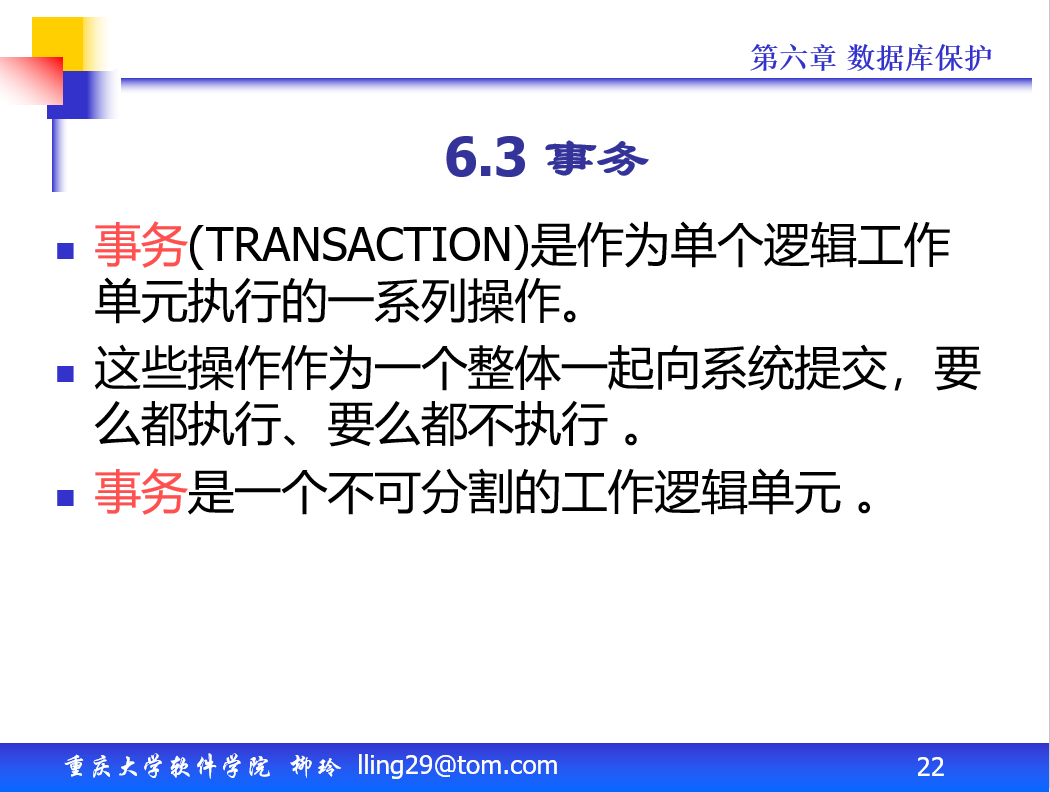 第六章 数据库保护
6.3 事务
事务(TRANSACTION)是作为单个逻辑工作
单元执行的一系列操作。
这些操作作为一个整体一起向系统提交，要
么都执行、要么都不执行 。
事务是一个不可分割的工作逻辑单元 。
重庆大学软件学院 柳玲 lling29@tom.com 22